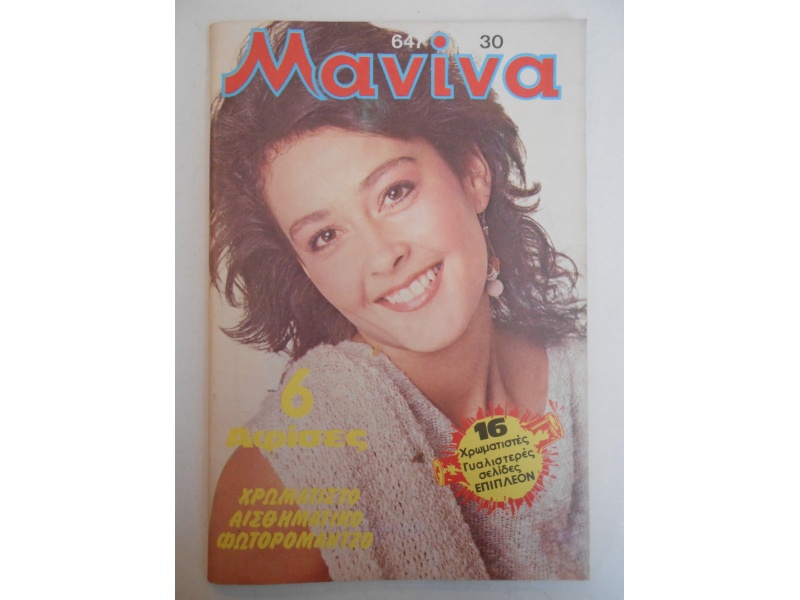 647 30
Μανίνα
6
Αφίσες
16
Χρωματιστές
Γυαλιστερές
σελίδες
ΕΠΙΠΛΕΟΝ
ΧΡΩΜΑΤΙΣΤΟ
ΑΙΣΘΗΜΑΤΙΚΟ
ΦΩΤΟΡΟΜΑΝΤΖΟ